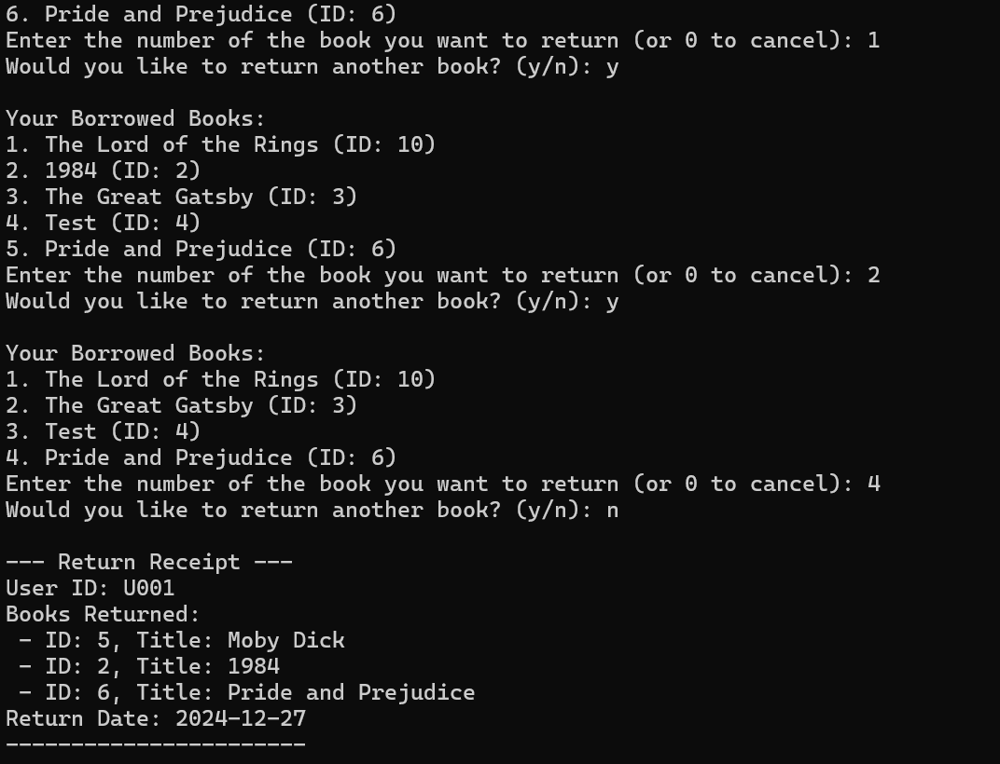 6. Pride and Prejudice (ID: 6)
Enter the number of the book you want to return (or 0 to cancel): 1
Would you like to return another book? (y/n): y

Your Borrowed Books:
1. The Lord of the Rings (ID: 10)
2. 1984 (ID: 2)
3. The Great Gatsby (ID: 3)
4. Test (ID: 4)
5. Pride and Prejudice (ID: 6)
Enter the number of the book you want to return (or 0 to cancel): 2
Would you like to return another book? (y/n): y

Your Borrowed Books:
1. The Lord of the Rings (ID: 10)
2. The Great Gatsby (ID: 3)
3. Test (ID: 4)
4. Pride and Prejudice (ID: 6)
Enter the number of the book you want to return (or 0 to cancel): 4
Would you like to return another book? (y/n): n

--- Return Receipt ---
User ID: U001
Books Returned:
 - ID: 5, Title: Moby Dick
 - ID: 2, Title: 1984
 - ID: 6, Title: Pride and Prejudice
Return Date: 2024-12-27
-----------------------